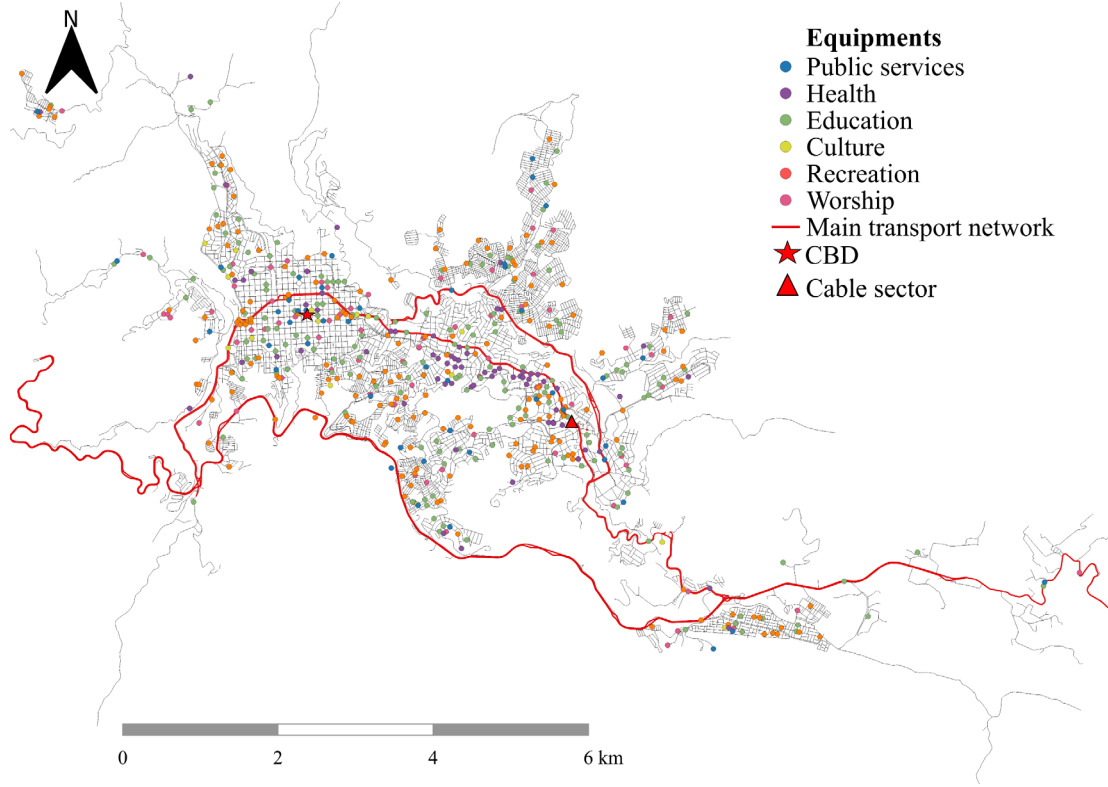 N
Equipments
Public services
Health
Education
Culture
Recreation
Worship
Main transport network
CBD
Cable sector
0 2 4 6 km